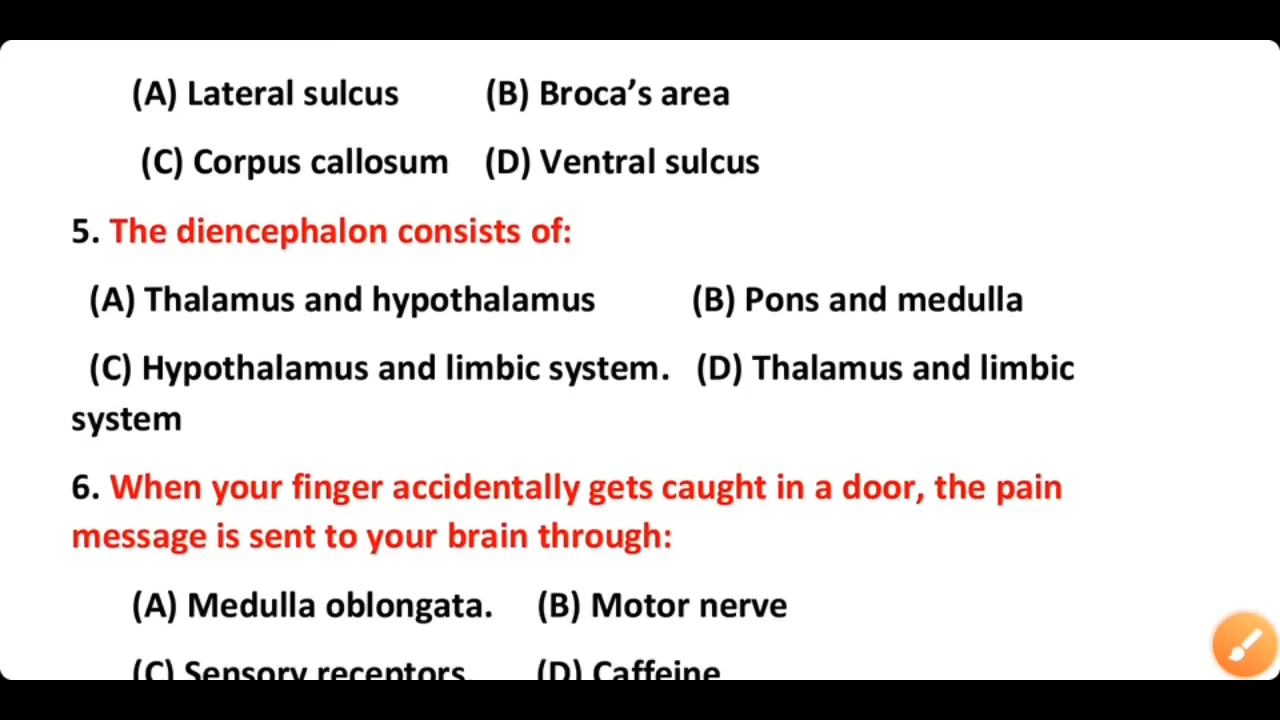 (A) Lateral sulcus (B) Broca’s area
(C) Corpus callosum (D) Ventral sulcus
5. The diencephalon consists of:
(A) Thalamus and hypothalamus (B) Pons and medulla
(C) Hypothalamus and limbic system. (D) Thalamus and limbic
system
6. When your finger accidentally gets caught in a door, the pain
message is sent to your brain through:
(A) Medulla oblongata. (B) Motor nerve
(C) Sensory receptors (D) Caffeine